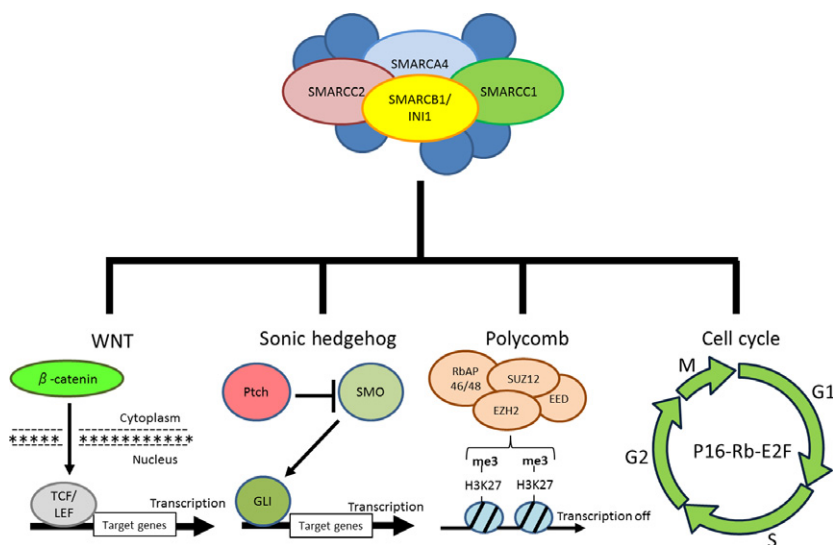 SMARCA4
SMARCC2
SMARCC1
SMARCB1/
INI1
WNT
β-catenin
Cytoplasm
Nucleus
TCF/
LEF
Transcription
Target genes
Sonic hedgehog
Ptch
SMO
GLI
Transcription
Target genes
Polycomb
RbAP
46/48
SUZ12
EZH2
EED
me3
me3
H3K27
H3K27
Transcription off
Cell cycle
M
G1
G2
P16-Rb-E2F
S